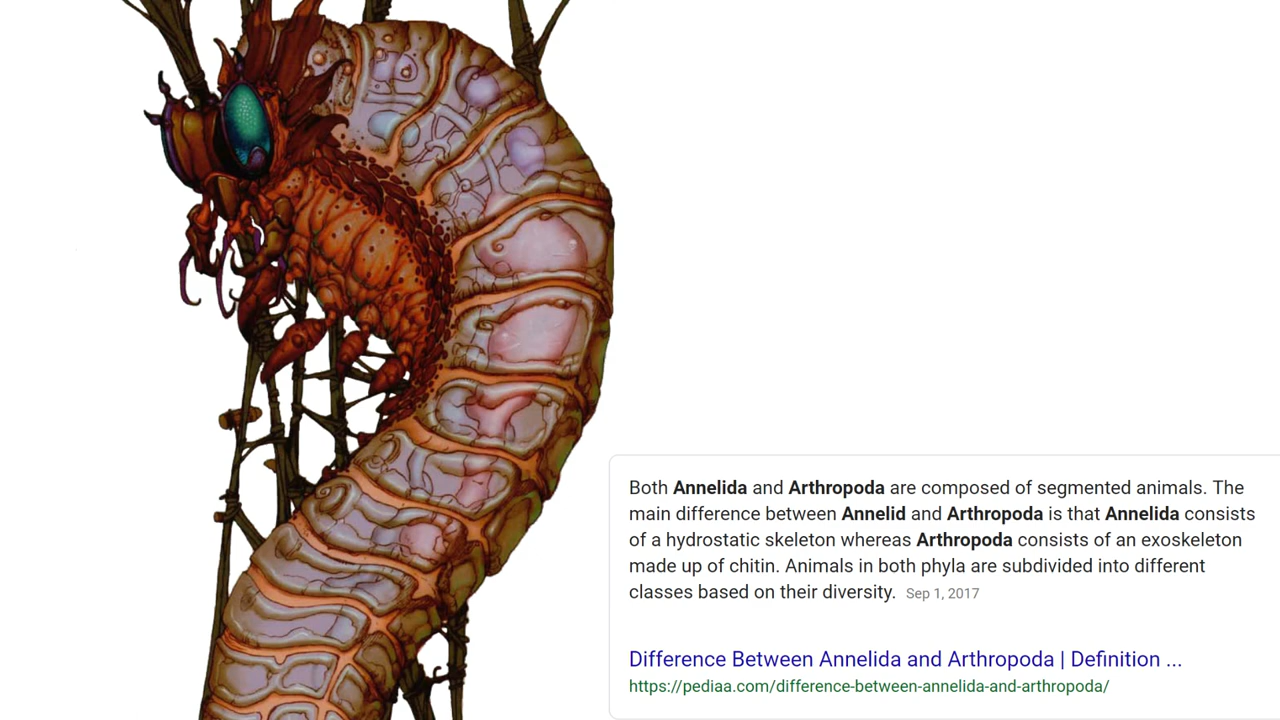 Both Annelida and Arthropoda are composed of segmented animals. The
main difference between Annelid and Arthropoda is that Annelida consists
of a hydrostatic skeleton whereas Arthropoda consists of an exoskeleton
made up of chitin. Animals in both phyla are subdivided into different
classes based on their diversity. Sep 1, 2017
Difference Between Annelida and Arthropoda | Definition ...
https://pediaa.com/difference-between-annelida-and-arthropoda/